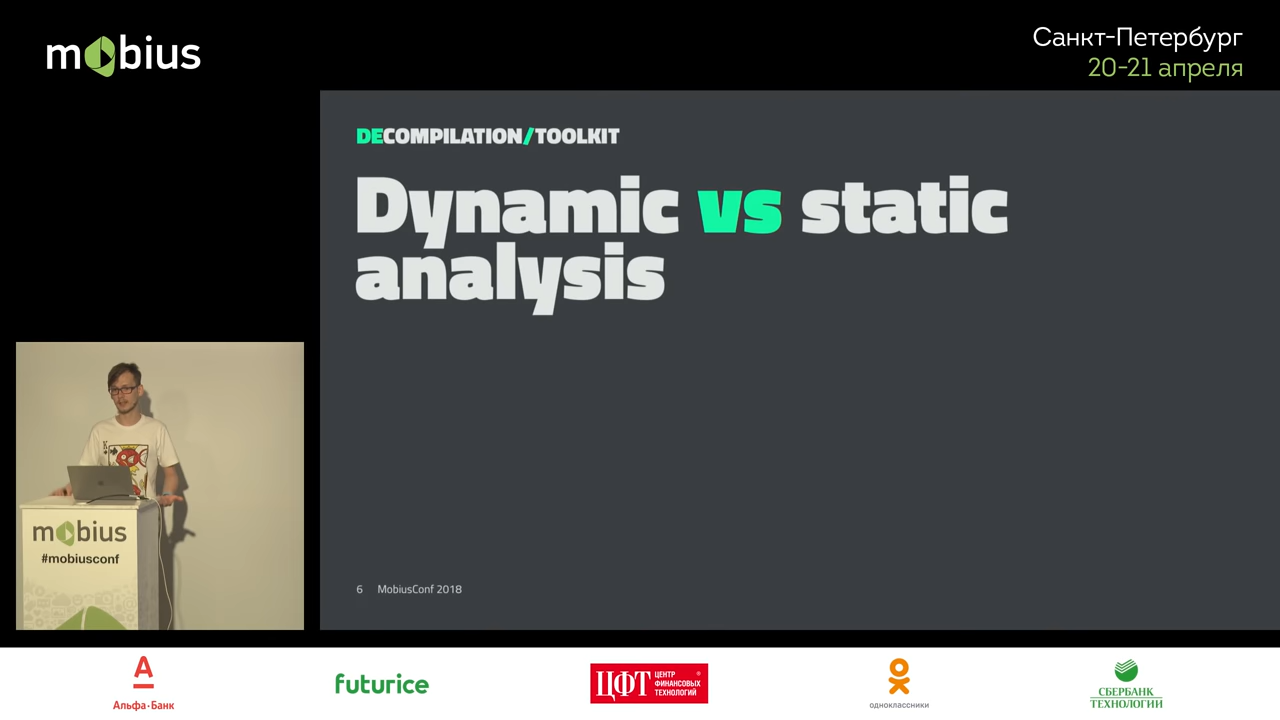 mobius
Санкт-Петербург
20-21 апреля
DECOMPILATION/TOOLKIT
Dynamic vs static
analysis
K
mobius
#mobiusconf
6 MobiusConf 2018
А
Альфа·Банк
futurice
ЦФТ
ЦЕНТР
ФИНАНСОВЫХ
ТЕХНОЛОГИЙ
®
одноклассники
СБЕРБАНК
ТЕХНОЛОГИИ